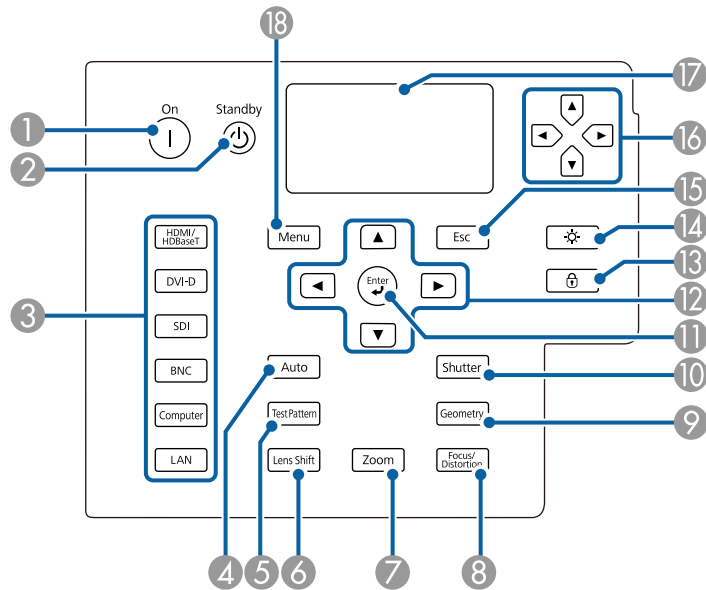 18
17
On
Standby
1
16
2
15
HDMI/
HDBaseT
Menu
Esc
14
13
DVI-D
Enter
12
3
SDI
11
BNC
Auto
Shutter
10
Computer
Test Pattern
Geometry
9
LAN
Lens Shift
Zoom
Focus/
Distortion
4
5
6
7
8